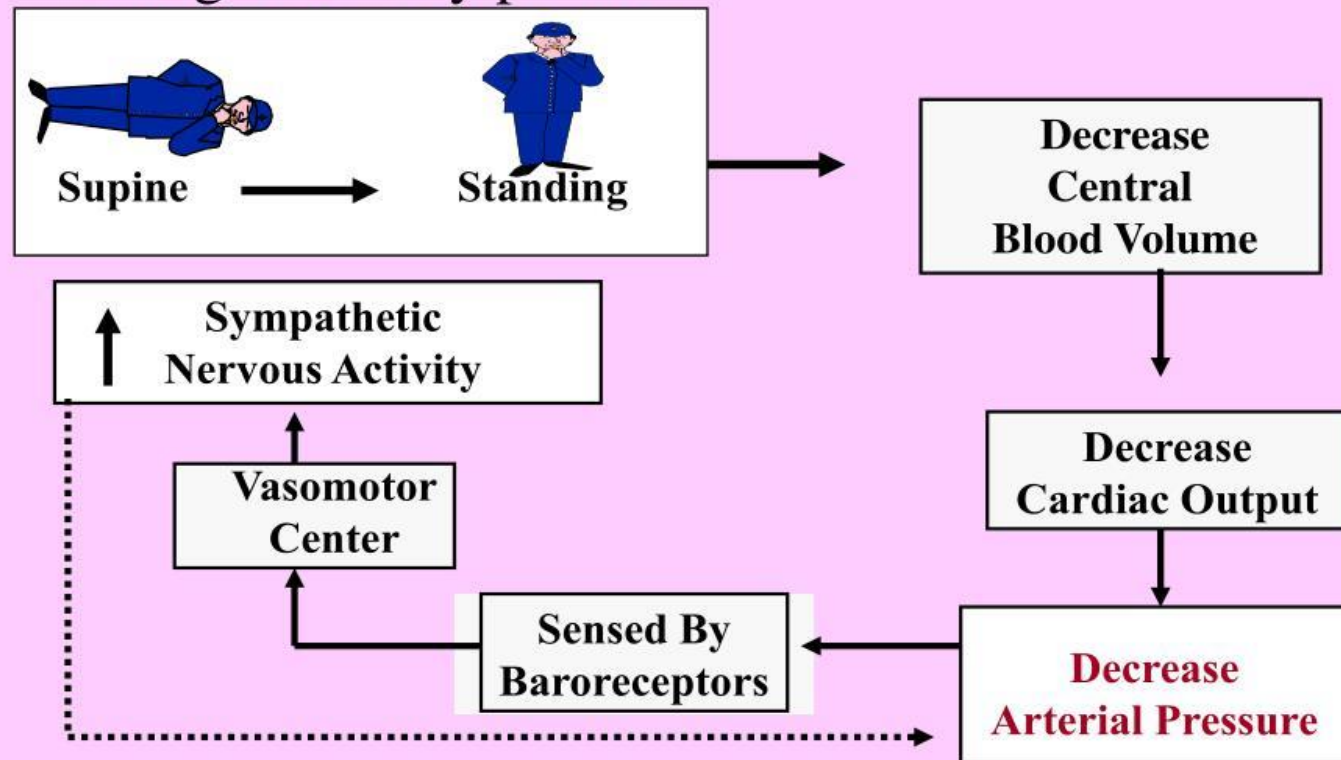 Supine
Standing
Decrease
Central
Blood Volume
Decrease
Cardiac Output
Decrease
Arterial Pressure
Sensed By
Baroreceptors
Vasomotor
Center
Sympathetic
Nervous Activity